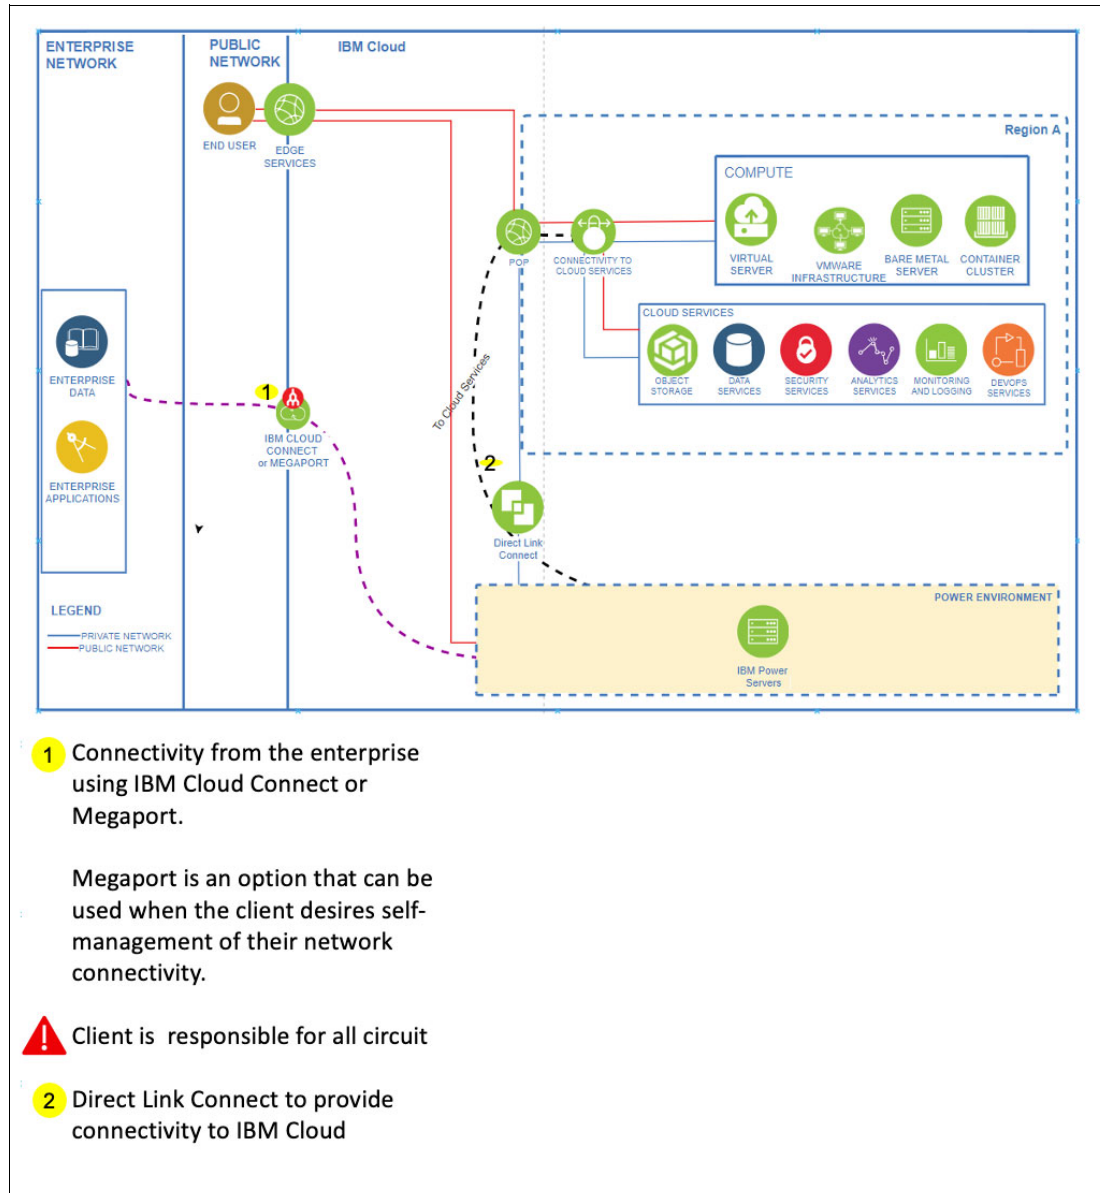 ENTERPRISE
NETWORK
PUBLIC
NETWORK
IBM Cloud
END USER
EDGE
SERVICES
Region A
COMPUTE
VIRTUAL
SERVER
VMWARE
INFRASTRUCTURE
BARE METAL
SERVER
CONTAINER
CLUSTER
POP
CONNECTIVITY TO
CLOUD SERVICES
CLOUD SERVICES
OBJECT
STORAGE
DATA
SERVICES
SECURITY
SERVICES
ANALYTICS
SERVICES
MONITORING
AND LOGGING
DEVOPS
SERVICES
ENTERPRISE
DATA
ENTERPRISE
APPLICATIONS
1
IBM CLOUD
CONNECT
or MEGAPORT
To Cloud Services
2
Direct Link
Connect
POWER ENVIRONMENT
IBM Power
Servers
LEGEND
PRIVATE NETWORK
PUBLIC NETWORK
1 Connectivity from the enterprise
using IBM Cloud Connect or
Megaport.
Megaport is an option that can be
used when the client desires self-
management of their network
connectivity.
Client is responsible for all circuit
2 Direct Link Connect to provide
connectivity to IBM Cloud